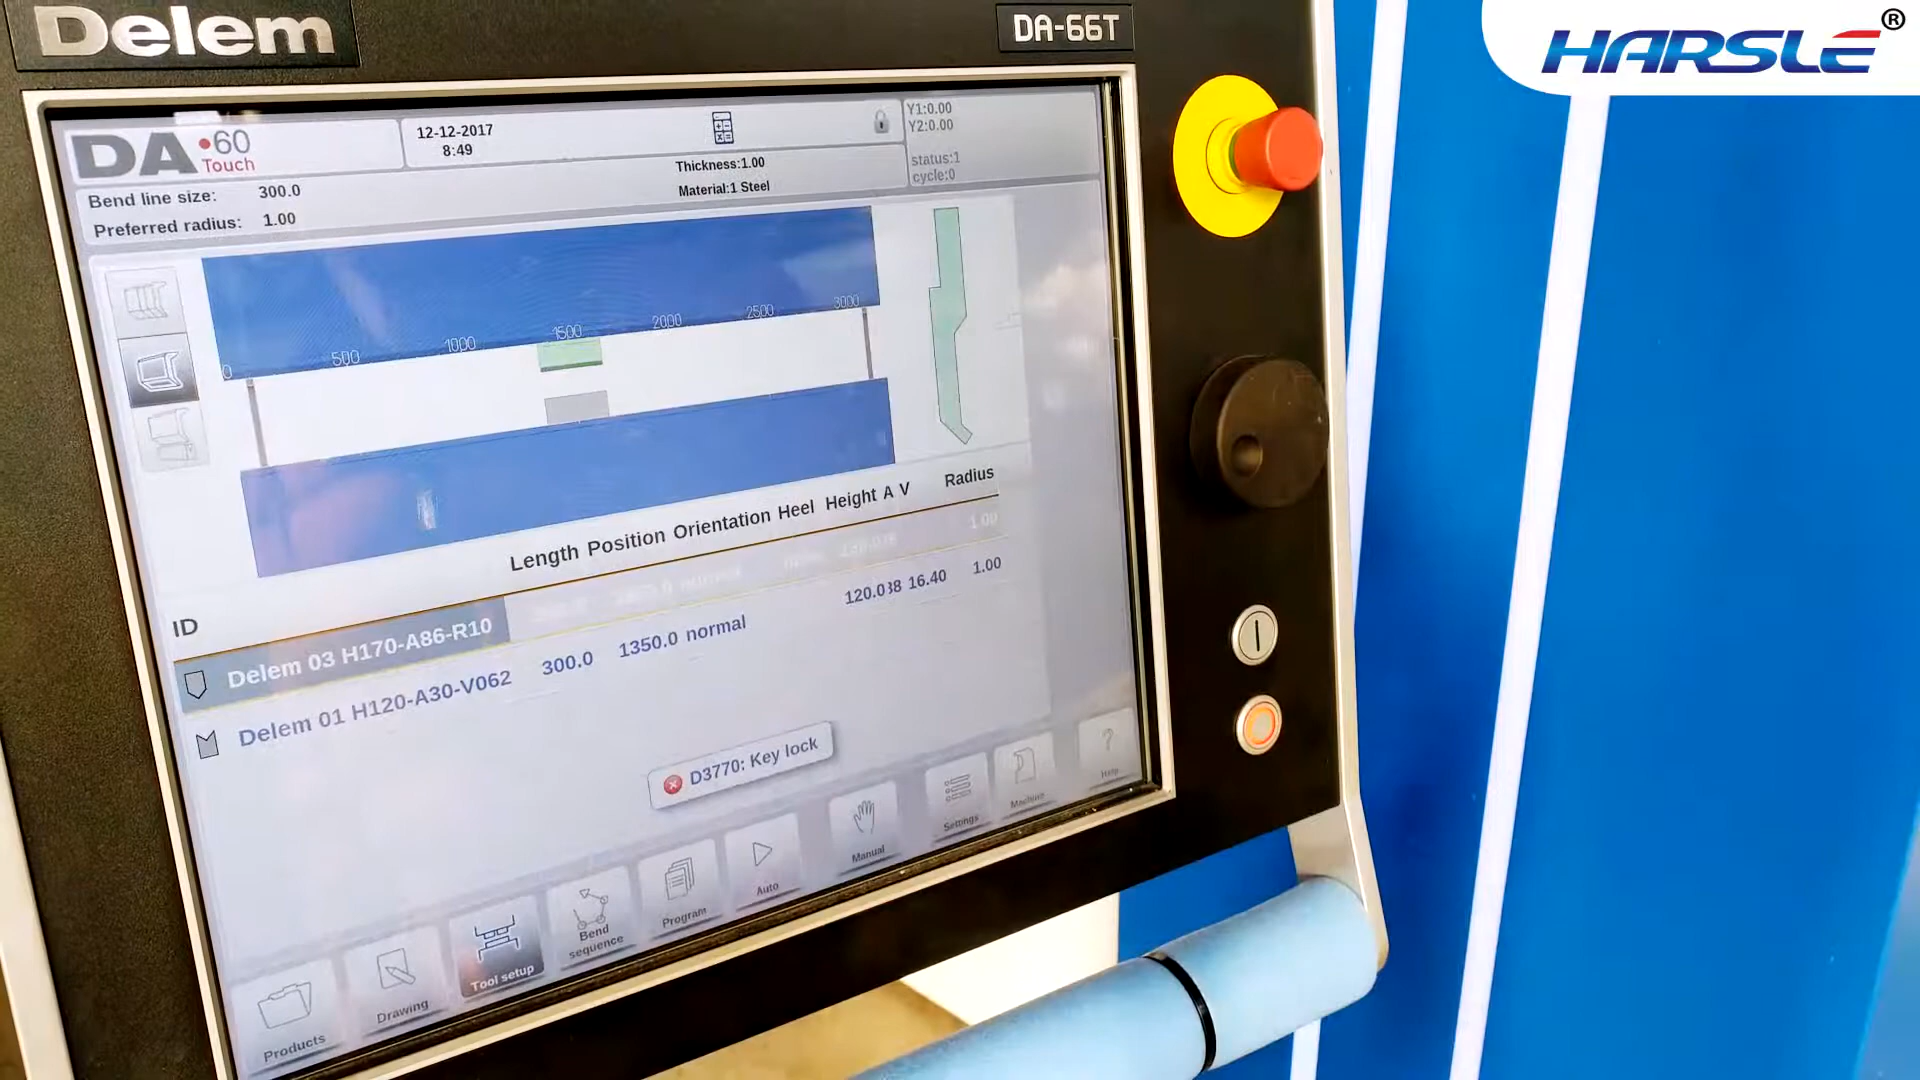 Delem
DA-66T
HARSLE®
DA•60
Touch
12-12-2017
8:49
Y1:0.00
Y2:0.00
status:1
cycle:0
Thickness:1.00
Material:1 Steel
Bend line size: 300.0
Preferred radius: 1.00
0 500 1000 1500 2000 2500 3000
ID Length Position Orientation Heel Height A V Radius
Delem 03 H170-A86-R10 1.00
Delem 01 H120-A30-V062 300.0 1350.0 normal 16.40 1.00
D3770: Key lock
Products
Drawing
Tool setup
Bend
sequence
Program
Auto
Manual
Settings
Machine
Help